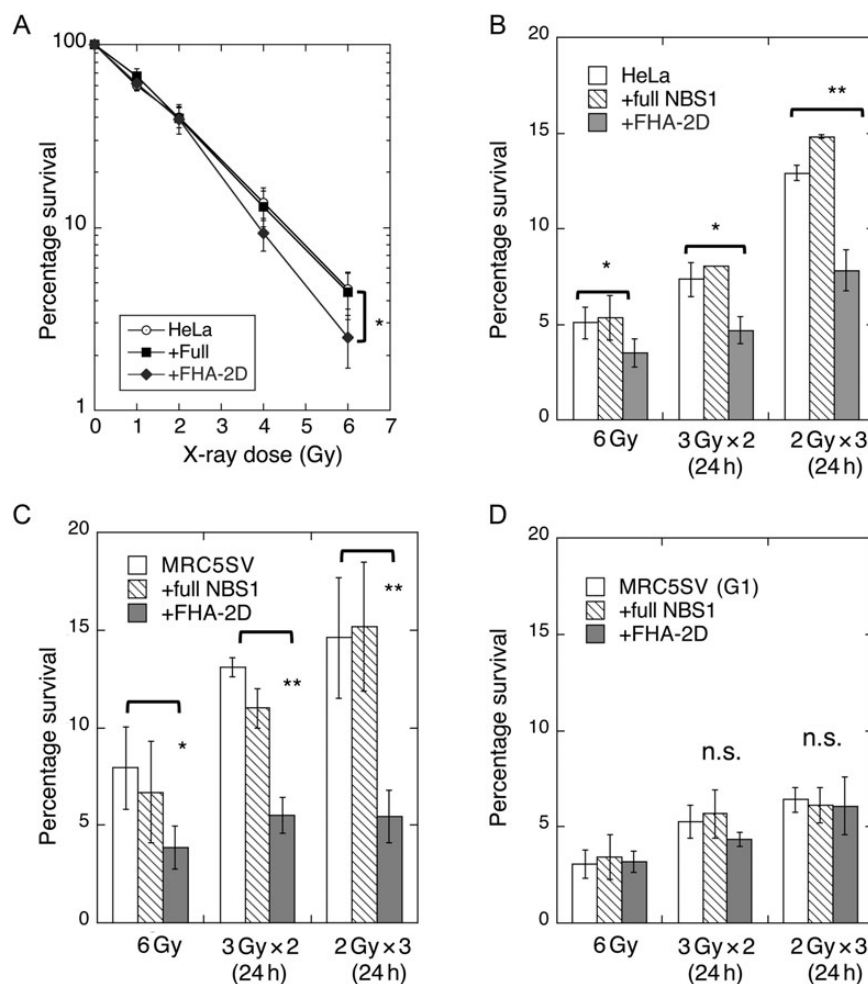 A
100
10
1
Percentage survival
HeLa
+Full
+FHA-2D
*
0 1 2 3 4 5 6 7
X-ray dose (Gy)
B
20
15
10
5
0
Percentage survival
HeLa
+full NBS1
+FHA-2D
*
*
**
6 Gy
3 Gy × 2
(24 h)
2 Gy × 3
(24 h)
C
20
15
10
5
0
Percentage survival
MRC5SV
+full NBS1
+FHA-2D
*
**
**
6 Gy
3 Gy × 2
(24 h)
2 Gy × 3
(24 h)
D
20
15
10
5
0
Percentage survival
MRC5SV (G1)
+full NBS1
+FHA-2D
n.s.
n.s.
6 Gy
3 Gy × 2
(24 h)
2 Gy × 3
(24 h)